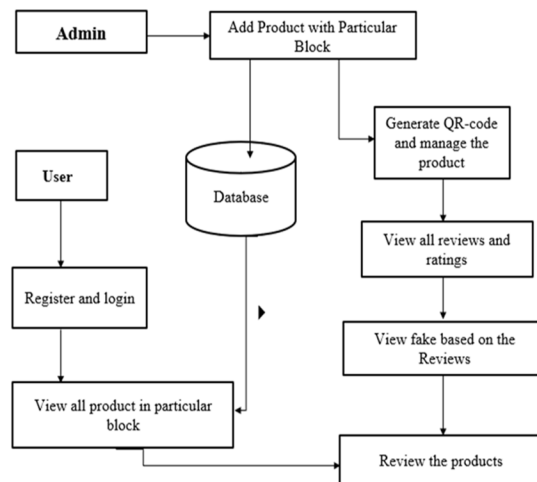 Admin
Add Product with Particular
Block
Generate QR-code
and manage the
product
User
Database
View all reviews and
ratings
Register and login
View fake based on the
Reviews
View all product in particular
block
Review the products